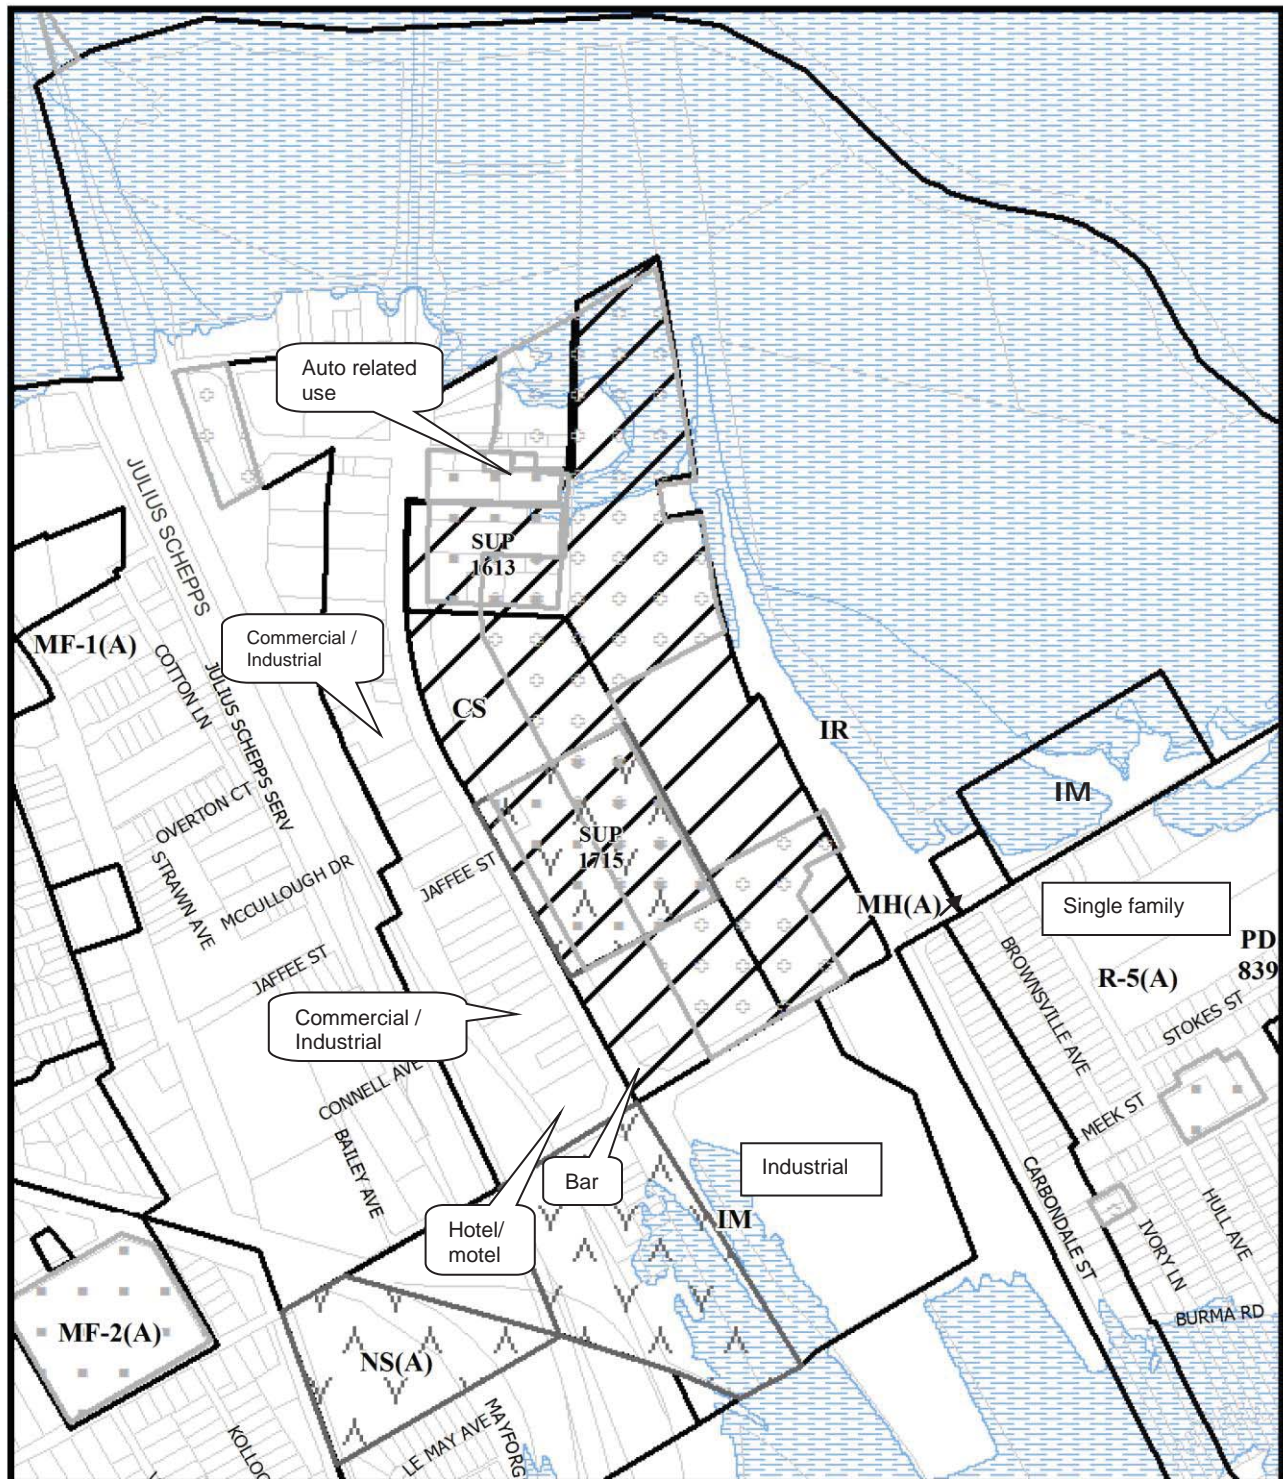 Auto related
use
JULIUS SCHEPPS
SUP
1613
MF-1(A)
Commercial /
Industrial
COTTON LN
JULIUS SCHEPPS SERV
CS
IR
IM
OVERTON CT
STRAWN AVE
MCCULLOUGH DR
JAFFEE ST
SUP
1715
MH(A)
Single family
PD
839
R-5(A)
BROWNSVILLE AVE
STOKES ST
JAFFEE ST
Commercial /
Industrial
CONNELL AVE
BAILEY AVE
MEEK ST
Bar
Industrial
CARBONDALE ST
HULL AVE
IVORY LN
Hotel/
motel
IM
BURMA RD
MF-2(A)
NS(A)
LE MAY AVE
MAYFORG
KOLLOC